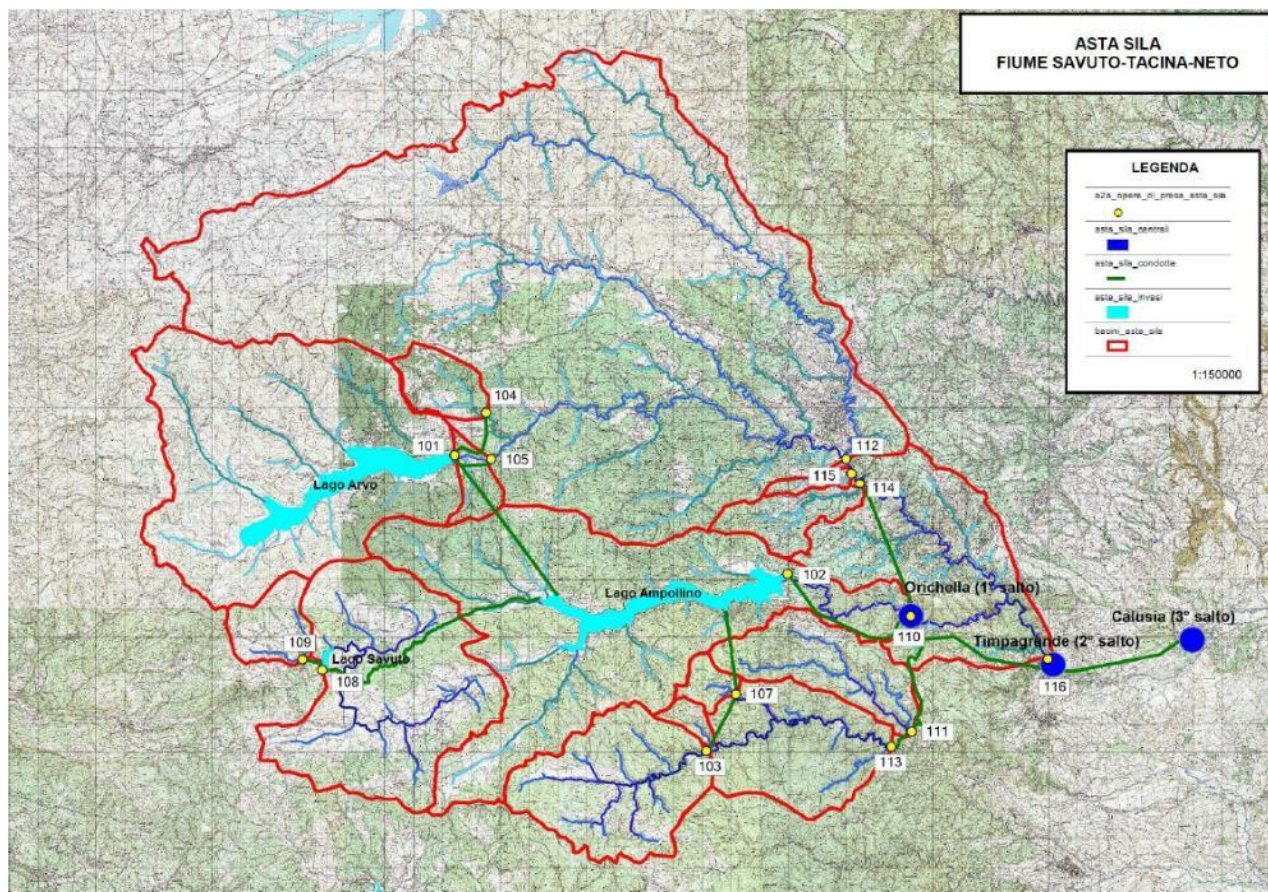 ASTA SILA
FIUME SAVUTO-TACINA-NETO
LEGENDA
a2a_opere_di_presa_asta_sila
asta_sila_centrali
asta_sila_condotte
asta_sila_invasi
bacini_asta_sila
1:150000
104
101
105
112
Lago Arvo
115
114
102
Orichella (1° salto)
Lago Ampollino
Calusia (3° salto)
110
Timpagrande (2° salto)
109
Lago Savuto
108
116
107
111
103
113